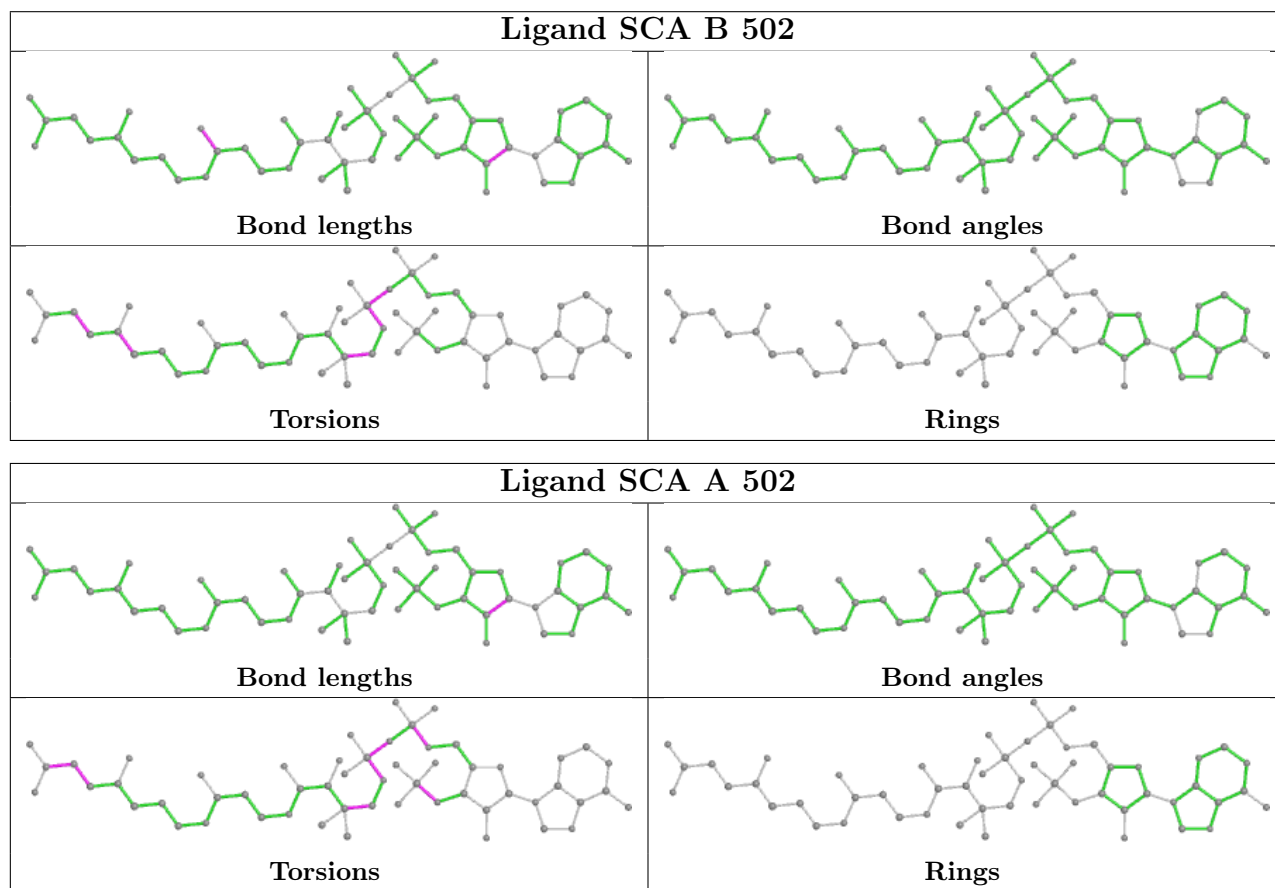 Ligand SCA B 502
Bond lengths
Bond angles
Torsions
Rings
Ligand SCA A 502
Bond lengths
Bond angles
Torsions
Rings